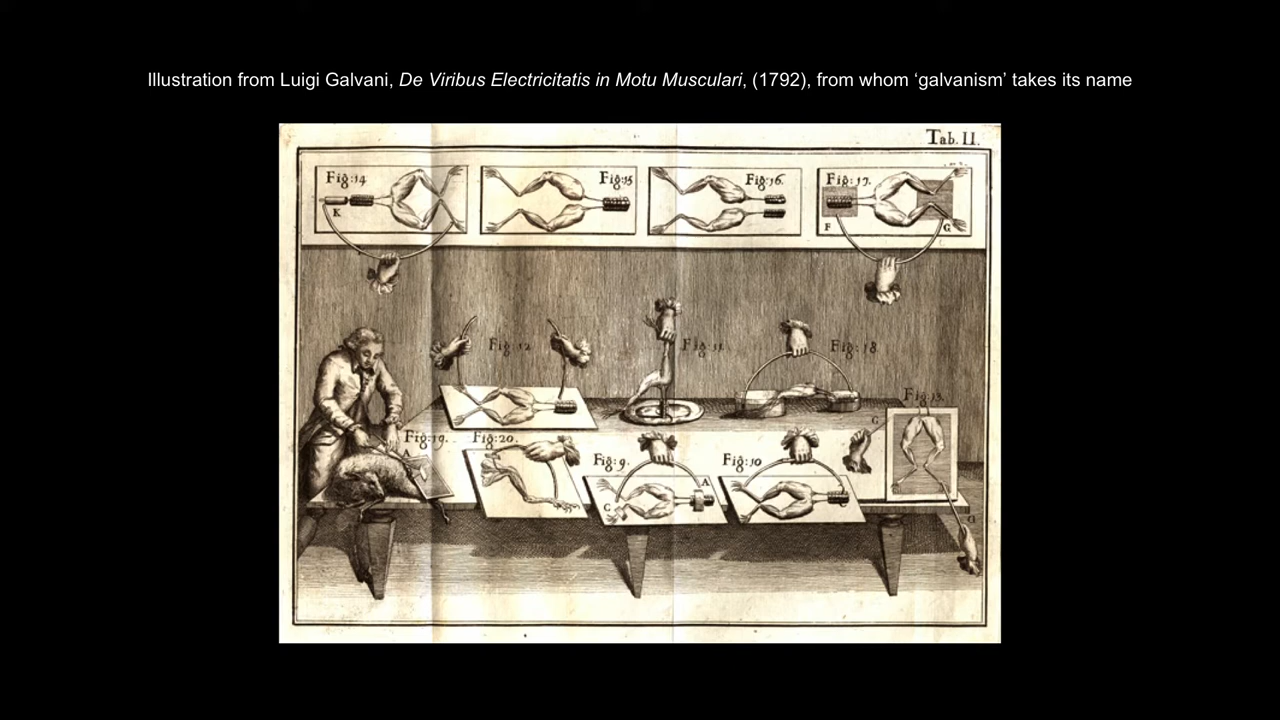 Illustration from Luigi Galvani, De Viribus Electricitatis in Motu Musculari, (1792), from whom ‘galvanism’ takes its name
Tab. II.
Fig: 14
K
Fig: 15
Fig: 16.
Fig: 17.
F
G
Fig: 12
Fig: 11
Fig: 18
Fig: 13.
G
Fig: 19.
A
Fig: 20.
Fig: 9.
A
C
Fig: 10
G